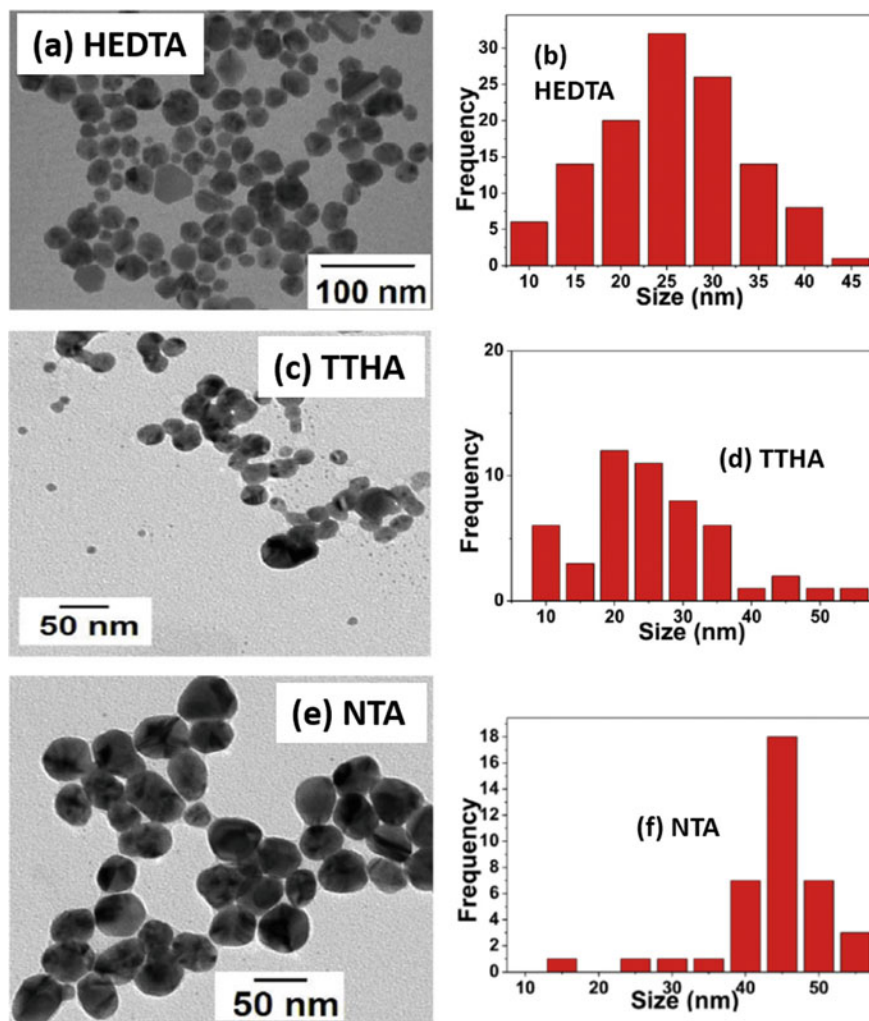 (a) HEDTA
100 nm
(b)
HEDTA
Frequency
30
25
20
15
10
5
0
10 15 20 25 30 35 40 45
Size (nm)
(c) TTHA
50 nm
(d) TTHA
Frequency
20
10
0
10 20 30 40 50
Size (nm)
(e) NTA
50 nm
(f) NTA
Frequency
18
16
14
12
10
8
6
4
2
0
10 20 30 40 50
Size (nm)